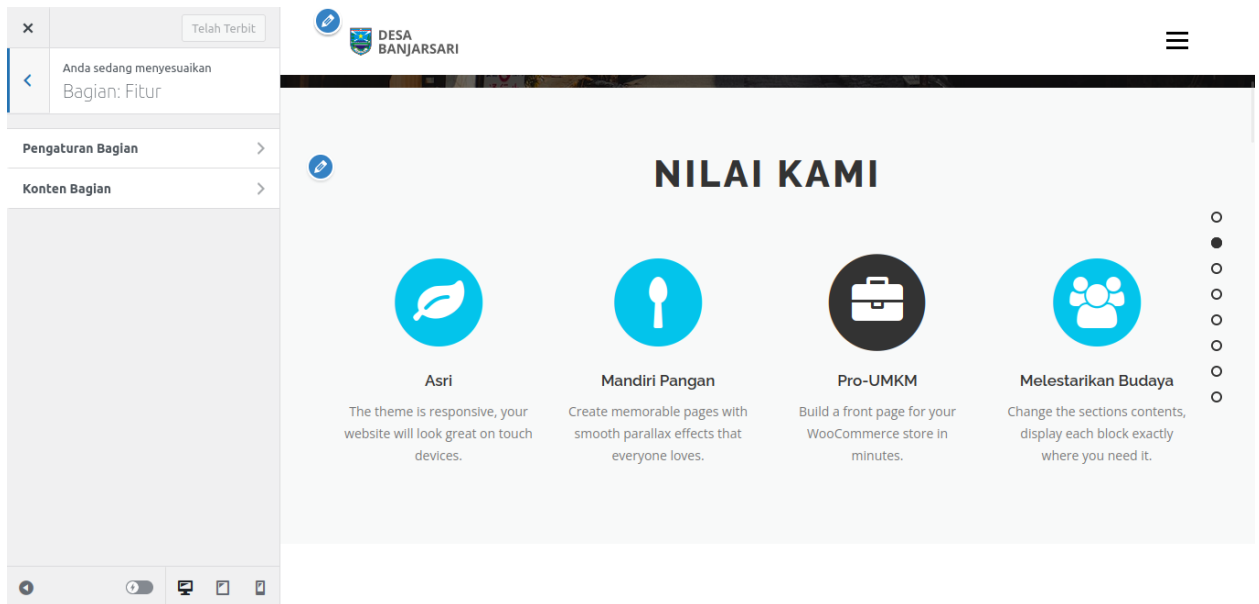 Telah Terbit
Anda sedang menyesuaikan
Bagian: Fitur
Pengaturan Bagian
Konten Bagian
DESA
BANJARSARI
NILAI KAMI
Asri
The theme is responsive, your
website will look great on touch
devices.
Mandiri Pangan
Create memorable pages with
smooth parallax effects that
everyone loves.
Pro-UMKM
Build a front page for your
WooCommerce store in
minutes.
Melestarikan Budaya
Change the sections contents,
display each block exactly
where you need it.